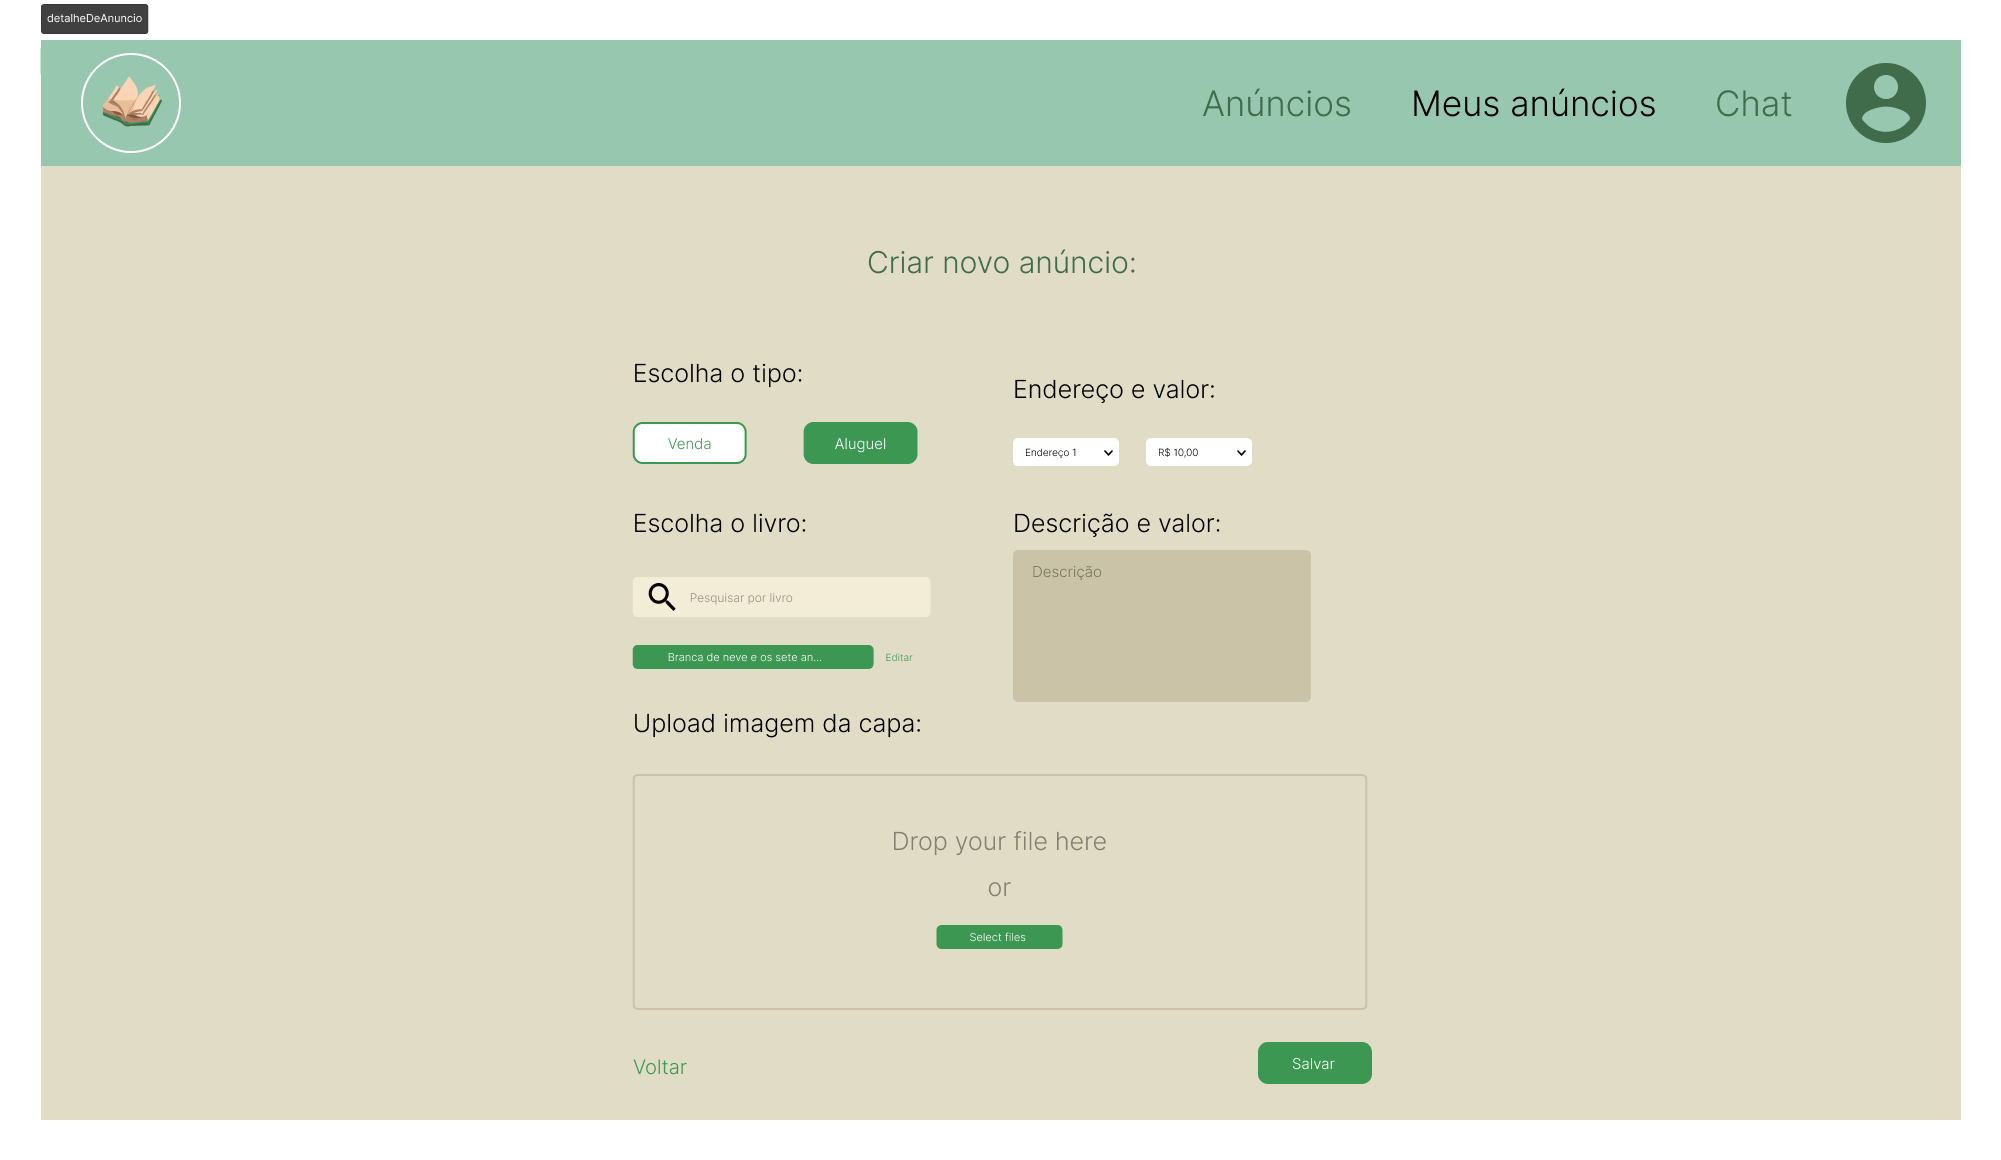 detalheDeAnuncio
Anúncios
Meus anúncios
Chat
Criar novo anúncio:
Escolha o tipo:
Venda
Aluguel
Endereço e valor:
Endereço 1
R$ 10,00
Escolha o livro:
Pesquisar por livro
Branca de neve e os sete an...
Editar
Descrição e valor:
Descrição
Upload imagem da capa:
Drop your file here
or
Select files
Voltar
Salvar